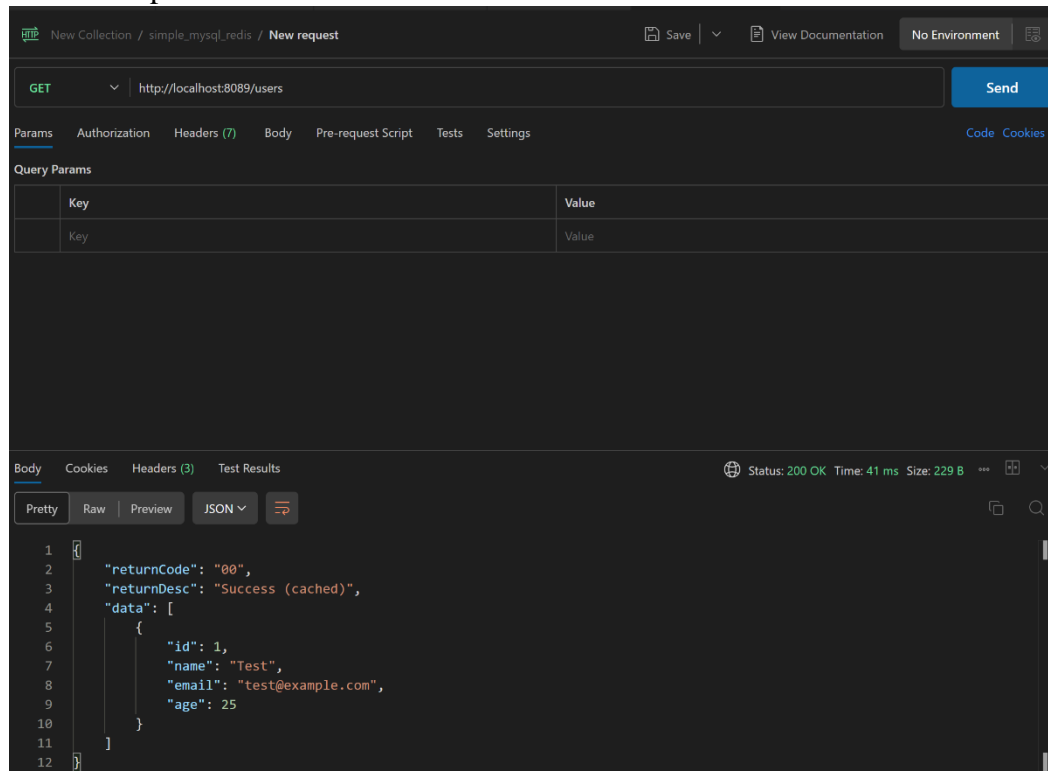 HTTP New Collection / simple_mysql_redis / New request Save View Documentation No Environment
GET http://localhost:8089/users Send
Params Authorization Headers (7) Body Pre-request Script Tests Settings Code Cookies
Query Params
Key Value
Key Value
Body Cookies Headers (3) Test Results Status: 200 OK Time: 41 ms Size: 229 B
Pretty Raw Preview JSON
1 {
2 "returnCode": "00",
3 "returnDesc": "Success (cached)",
4 "data": [
5 {
6 "id": 1,
7 "name": "Test",
8 "email": "test@example.com",
9 "age": 25
10 }
11 ]
12 }